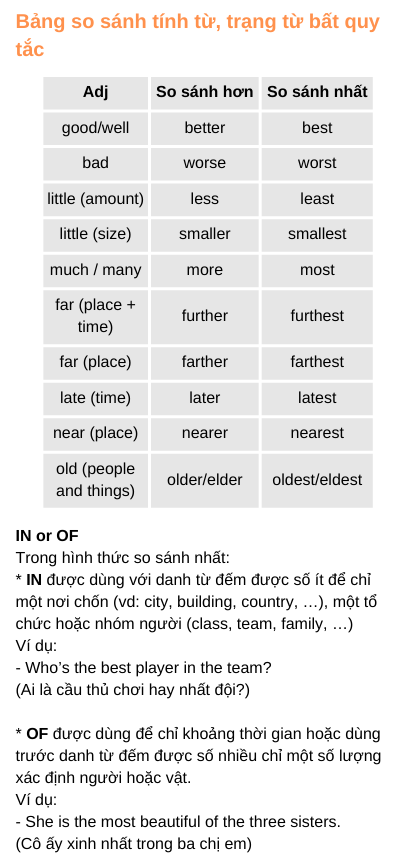 Bảng so sánh tính từ, trạng từ bất quy
tắc
Adj So sánh hơn So sánh nhất
good/well better best
bad worse worst
little (amount) less least
little (size) smaller smallest
much / many more most
far (place +
time) further furthest
far (place) farther farthest
late (time) later latest
near (place) nearer nearest
old (people
and things) older/elder oldest/eldest
IN or OF
Trong hình thức so sánh nhất:
* IN được dùng với danh từ đếm được số ít để chỉ
một nơi chốn (vd: city, building, country, …), một tổ
chức hoặc nhóm người (class, team, family, …)
Ví dụ:
- Who’s the best player in the team?
(Ai là cầu thủ chơi hay nhất đội?)
* OF được dùng để chỉ khoảng thời gian hoặc dùng
trước danh từ đếm được số nhiều chỉ một số lượng
xác định người hoặc vật.
Ví dụ:
- She is the most beautiful of the three sisters.
(Cô ấy xinh nhất trong ba chị em)